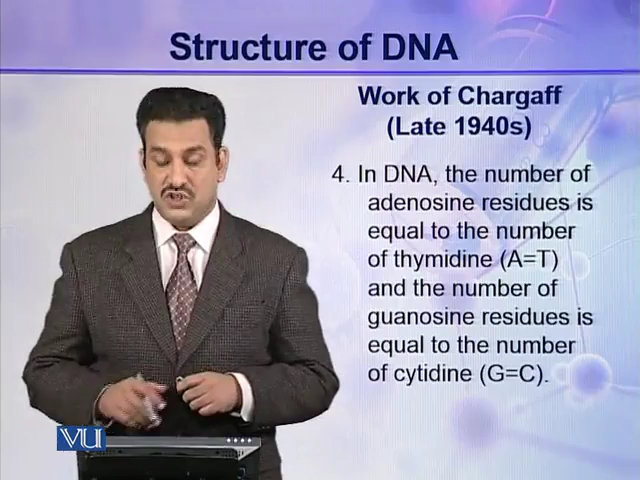 Structure of DNA
Work of Chargaff
(Late 1940s)
4. In DNA, the number of
adenosine residues is
equal to the number
of thymidine (A=T)
and the number of
guanosine residues is
equal to the number
of cytidine (G=C).
VU